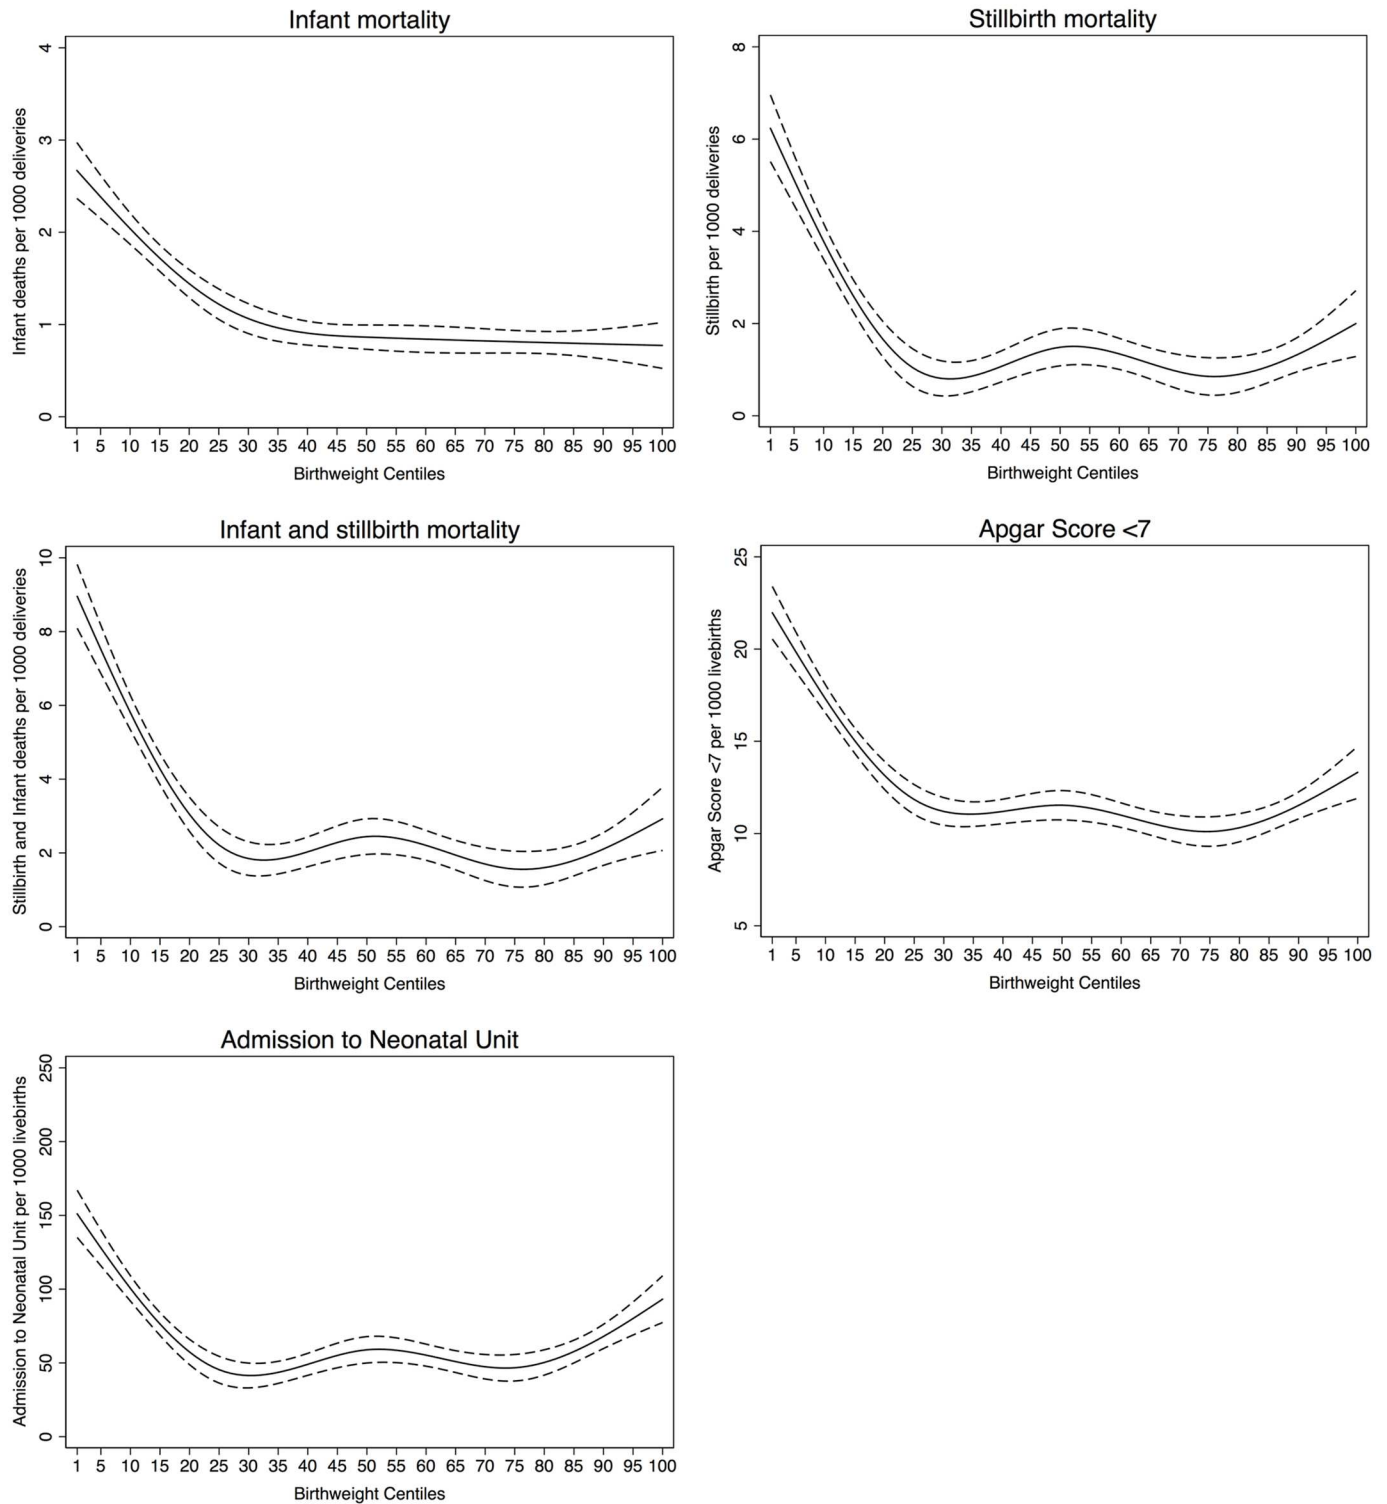 Infant mortality
Infant deaths per 1000 deliveries
4
3
2
1
0
1 5 10 15 20 25 30 35 40 45 50 55 60 65 70 75 80 85 90 95 100
Birthweight Centiles
Stillbirth mortality
Stillbirth per 1000 deliveries
8
6
4
2
0
1 5 10 15 20 25 30 35 40 45 50 55 60 65 70 75 80 85 90 95 100
Birthweight Centiles
Infant and stillbirth mortality
Stillbirth and Infant deaths per 1000 deliveries
10
8
6
4
2
0
1 5 10 15 20 25 30 35 40 45 50 55 60 65 70 75 80 85 90 95 100
Birthweight Centiles
Apgar Score <7
Apgar Score <7 per 1000 livebirths
25
20
15
10
5
1 5 10 15 20 25 30 35 40 45 50 55 60 65 70 75 80 85 90 95 100
Birthweight Centiles
Admission to Neonatal Unit
Admission to Neonatal Unit per 1000 livebirths
250
200
150
100
50
0
1 5 10 15 20 25 30 35 40 45 50 55 60 65 70 75 80 85 90 95 100
Birthweight Centiles